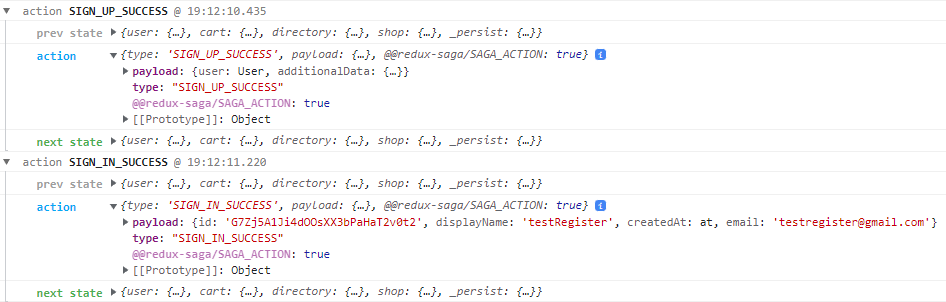 ▼ action SIGN_UP_SUCCESS @ 19:12:10.435
prev state ▶{user: {…}, cart: {…}, directory: {…}, shop: {…}, _persist: {…}}
action ▼{type: 'SIGN_UP_SUCCESS', payload: {…}, @@redux-saga/SAGA_ACTION: true} i
▶ payload: {user: User, additionalData: {…}}
type: "SIGN_UP_SUCCESS"
@@redux-saga/SAGA_ACTION: true
▶ [[Prototype]]: Object
next state ▶{user: {…}, cart: {…}, directory: {…}, shop: {…}, _persist: {…}}
▼ action SIGN_IN_SUCCESS @ 19:12:11.220
prev state ▶{user: {…}, cart: {…}, directory: {…}, shop: {…}, _persist: {…}}
action ▼{type: 'SIGN_IN_SUCCESS', payload: {…}, @@redux-saga/SAGA_ACTION: true} i
▶ payload: {id: 'G7Zj5A1Ji4dOOsXX3bPaHaT2v0t2', displayName: 'testRegister', createdAt: at, email: 'testregister@gmail.com'}
type: "SIGN_IN_SUCCESS"
@@redux-saga/SAGA_ACTION: true
▶ [[Prototype]]: Object
next state ▶{user: {…}, cart: {…}, directory: {…}, shop: {…}, _persist: {…}}